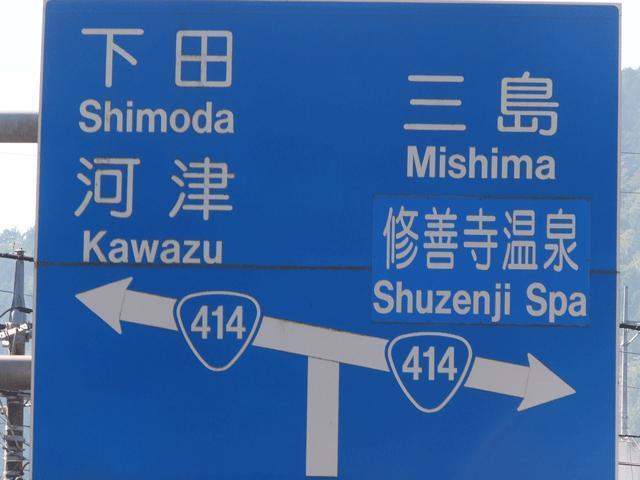 下田
Shimoda
河津
Kawazu
三島
Mishima
修善寺温泉
Shuzenji Spa
414
414